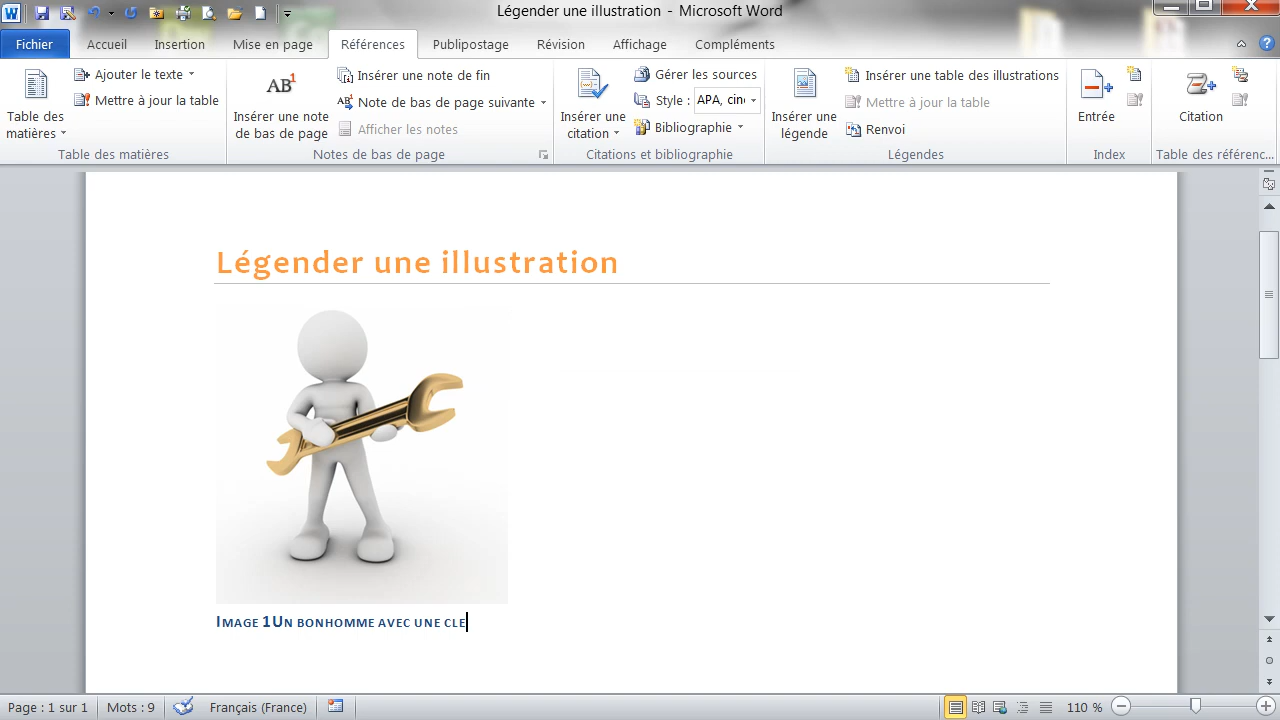 Légender une illustration - Microsoft Word
Fichier Accueil Insertion Mise en page Références Publipostage Révision Affichage Compléments
Table des matières
Ajouter le texte
Mettre à jour la table
Table des matières
AB1
Insérer une note de bas de page
Insérer une note de fin
Note de bas de page suivante
Afficher les notes
Notes de bas de page
Insérer une citation
Gérer les sources
Style : APA, cin
Bibliographie
Citations et bibliographie
Insérer une légende
Insérer une table des illustrations
Mettre à jour la table
Renvoi
Légendes
Entrée
Index
Citation
Table des référenc...
Légender une illustration
Image 1Un bonhomme avec une cle
Page : 1 sur 1 Mots : 9 Français (France) 110 %